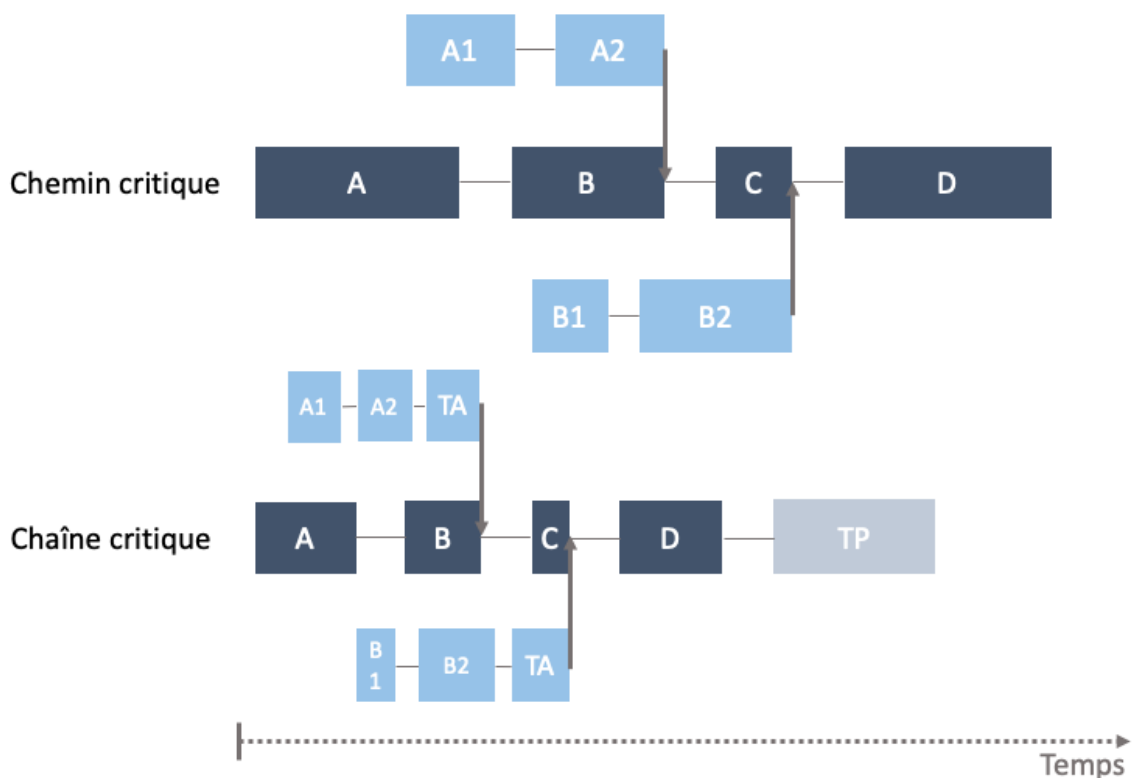 A1 A2
Chemin critique A B C D
B1 B2
A1 A2 TA
Chaîne critique A B C D TP
B
1 B2 TA
Temps